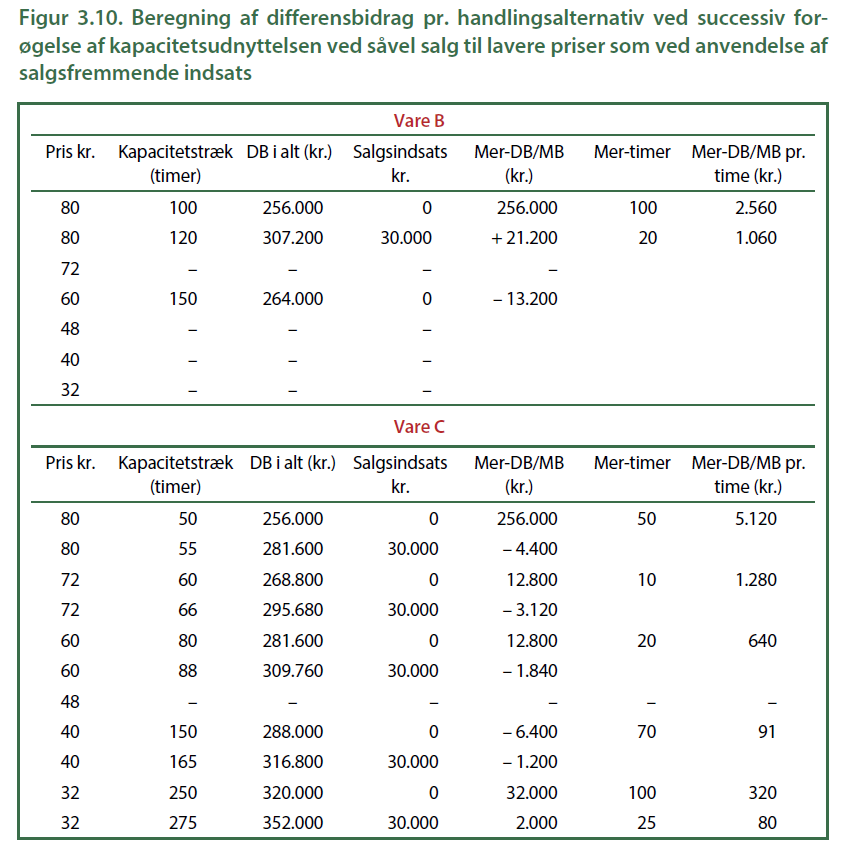 Figur 3.10. Beregning af differensbidrag pr. handlingsalternativ ved successiv for-
øgelse af kapacitetsudnyttelsen ved såvel salg til lavere priser som ved anvendelse af
salgsfremmende indsats
Vare B
Pris kr. Kapacitetstræk DB i alt (kr.) Salgsindsats Mer-DB/MB Mer-timer Mer-DB/MB pr.
(timer) kr. (kr.) time (kr.)
80 100 256.000 0 256.000 100 2.560
80 120 307.200 30.000 + 21.200 20 1.060
72 – – – –
60 150 264.000 0 – 13.200
48 – – –
40 – – –
32 – – –
Vare C
Pris kr. Kapacitetstræk DB i alt (kr.) Salgsindsats Mer-DB/MB Mer-timer Mer-DB/MB pr.
(timer) kr. (kr.) time (kr.)
80 50 256.000 0 256.000 50 5.120
80 55 281.600 30.000 – 4.400
72 60 268.800 0 12.800 10 1.280
72 66 295.680 30.000 – 3.120
60 80 281.600 0 12.800 20 640
60 88 309.760 30.000 – 1.840
48 – – – – – –
40 150 288.000 0 – 6.400 70 91
40 165 316.800 30.000 – 1.200
32 250 320.000 0 32.000 100 320
32 275 352.000 30.000 2.000 25 80